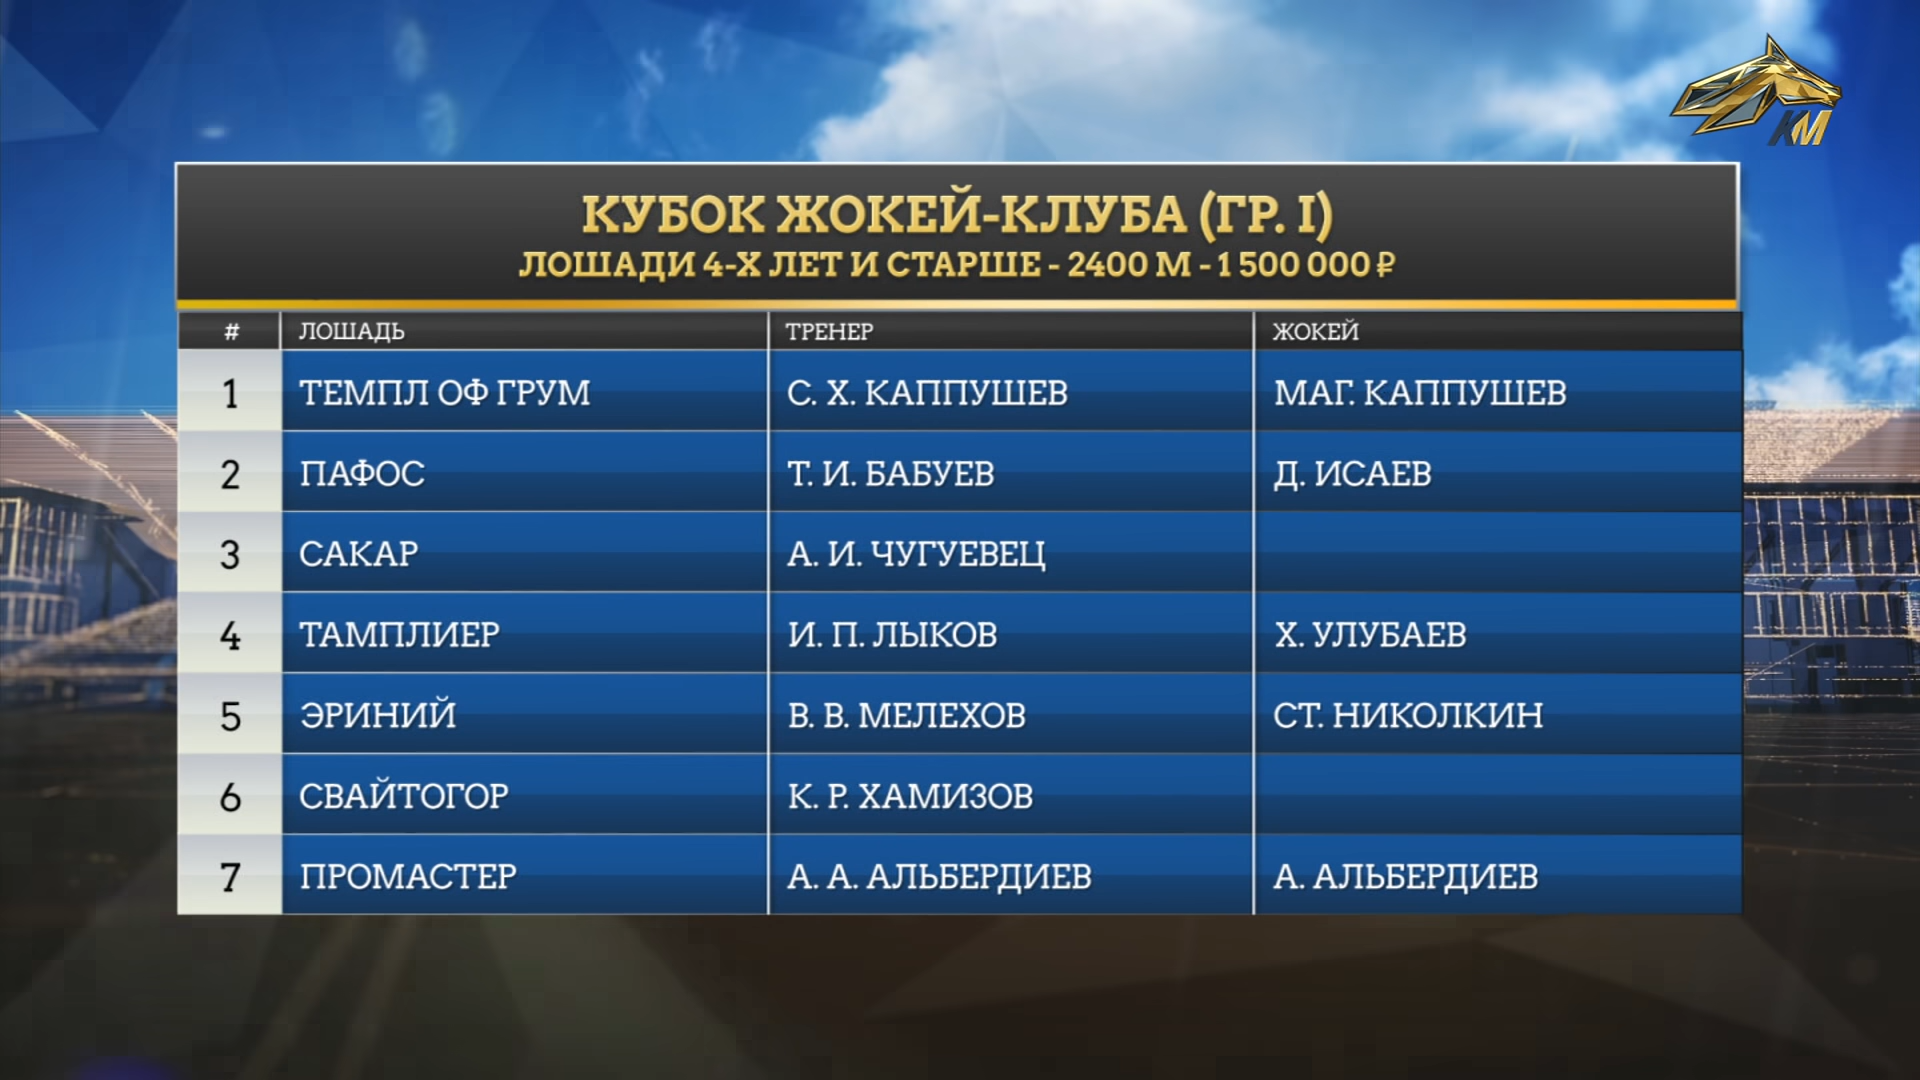 КМ
КУБОК ЖОКЕЙ-КЛУБА (ГР. I)
ЛОШАДИ 4-Х ЛЕТ И СТАРШЕ - 2400 М - 1 500 000 ₽
# ЛОШАДЬ ТРЕНЕР ЖОКЕЙ
1 ТЕМПЛ ОФ ГРУМ С. Х. КАППУШЕВ МАГ. КАППУШЕВ
2 ПАФОС Т. И. БАБУЕВ Д. ИСАЕВ
3 САКАР А. И. ЧУГУЕВЕЦ
4 ТАМПЛИЕР И. П. ЛЫКОВ Х. УЛУБАЕВ
5 ЭРИНИЙ В. В. МЕЛЕХОВ СТ. НИКОЛКИН
6 СВАЙТОГОР К. Р. ХАМИЗОВ
7 ПРОМАСТЕР А. А. АЛЬБЕРДИЕВ А. АЛЬБЕРДИЕВ